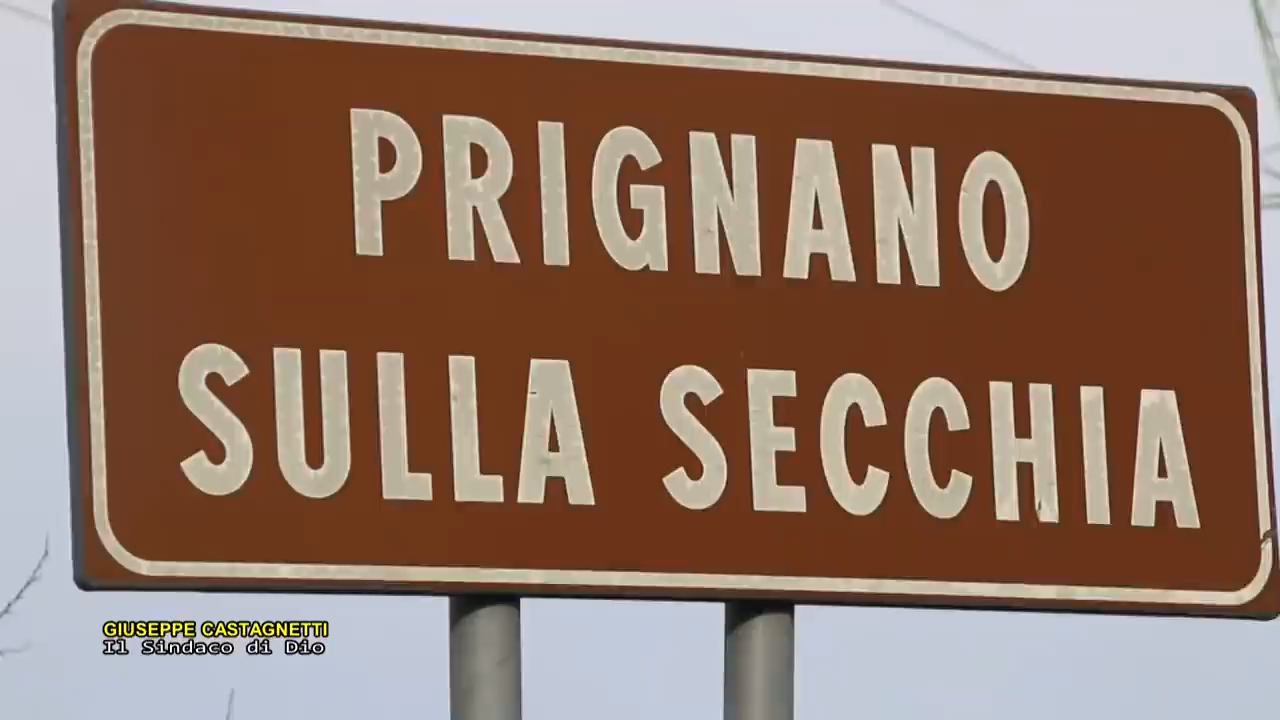 PRIGNANO
SULLA SECCHIA
GIUSEPPE CASTAGNETTI
Il Sindaco di Dio